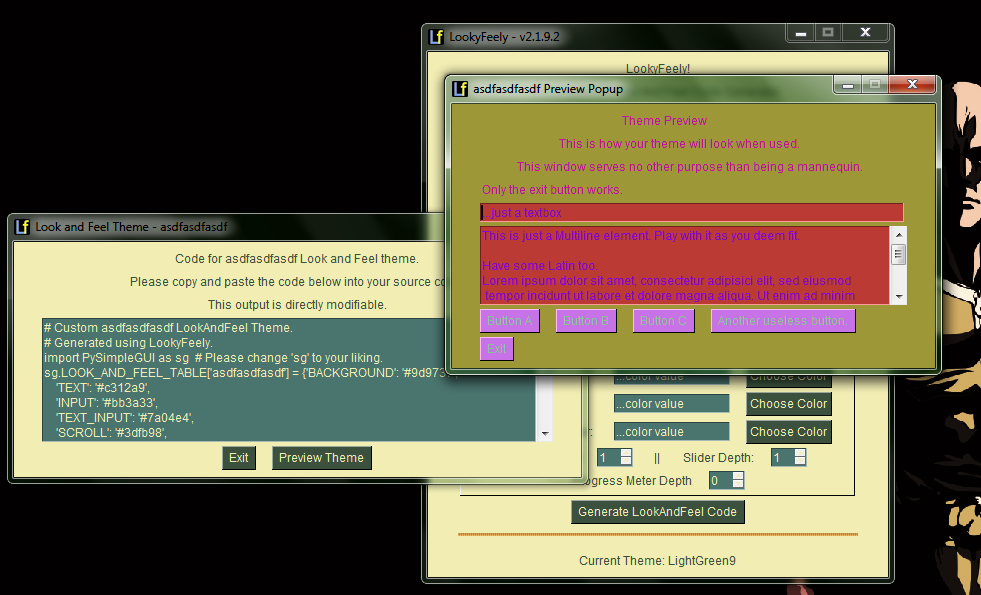 LookyFeely - v2.1.9.2
LookyFeely!
asdfasdfasdf Preview Popup
Theme Preview
This is how your theme will look when used.
This window serves no other purpose than being a mannequin.
Only the exit button works.
...just a textbox
This is just a Multiline element. Play with it as you deem fit.
Have some Latin too.
Lorem ipsum dolor sit amet, consectetur adipisici elit, sed eiusmod
tempor incidunt ut labore et dolore magna aliqua. Ut enim ad minim
Button A Button B Button C Another useless button.
Exit
Look and Feel Theme - asdfasdfasdf
Code for asdfasdfasdf Look and Feel theme.
Please copy and paste the code below into your source co
This output is directly modifiable.
# Custom asdfasdfasdf LookAndFeel Theme.
# Generated using LookyFeely.
import PySimpleGUI as sg # Please change 'sg' to your liking.
sg.LOOK_AND_FEEL_TABLE['asdfasdfasdf'] = {'BACKGROUND': '#9d973
'TEXT': '#c312a9',
'INPUT': '#bb3a33',
'TEXT_INPUT': '#7a04e4',
'SCROLL': '#3dfb98',
Exit Preview Theme
...color value Choose Color
...color value Choose Color
...color value Choose Color
1 || Slider Depth: 1
ogress Meter Depth 0
Generate LookAndFeel Code
Current Theme: LightGreen9